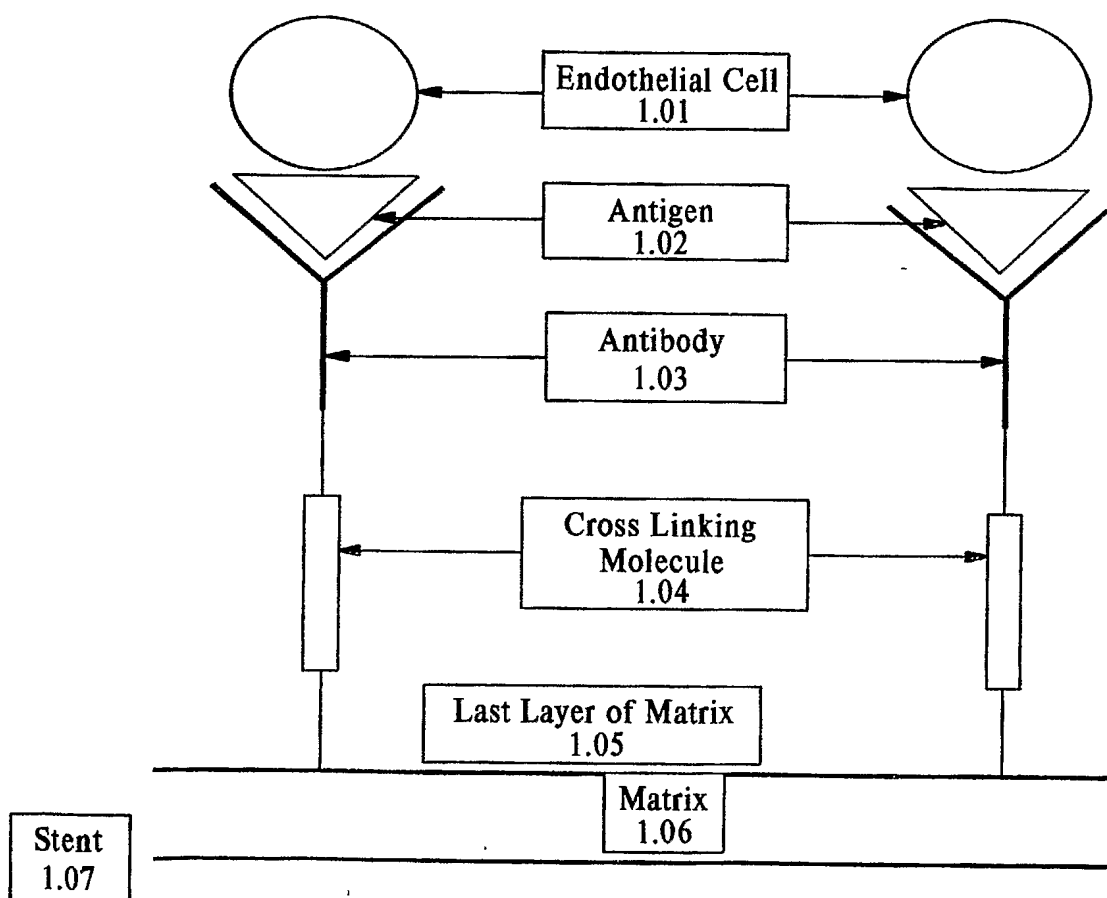 Endothelial Cell
1.01
Antigen
1.02
Antibody
1.03
Cross Linking
Molecule
1.04
Last Layer of Matrix
1.05
Matrix
1.06
Stent
1.07